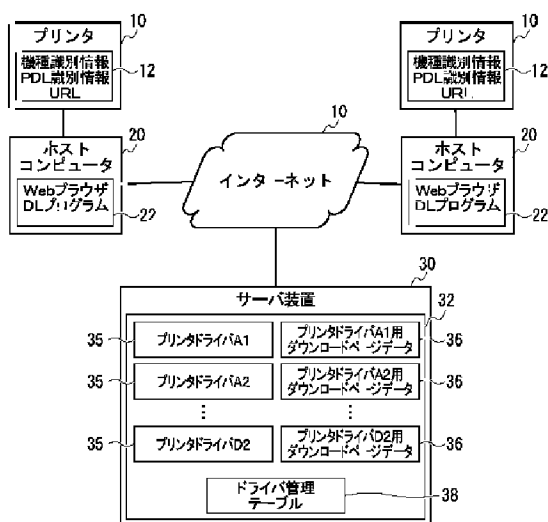 10
プリンタ
機種識別情報
PDL識別情報
URL
12
20
ホスト
コンピュータ
Webブラウザ
DLプログラム
22
10
インターネット
10
プリンタ
機種識別情報
PDL識別情報
URL
12
20
ホスト
コンピュータ
Webブラウザ
DLプログラム
22
30
サーバ装置
32
35
プリンタドライバA1
プリンタドライバA1用
ダウンロードページデータ
36
35
プリンタドライバA2
プリンタドライバA2用
ダウンロードページデータ
36
⋮
⋮
35
プリンタドライバD2
プリンタドライバD2用
ダウンロードページデータ
36
ドライバ管理
テーブル
38